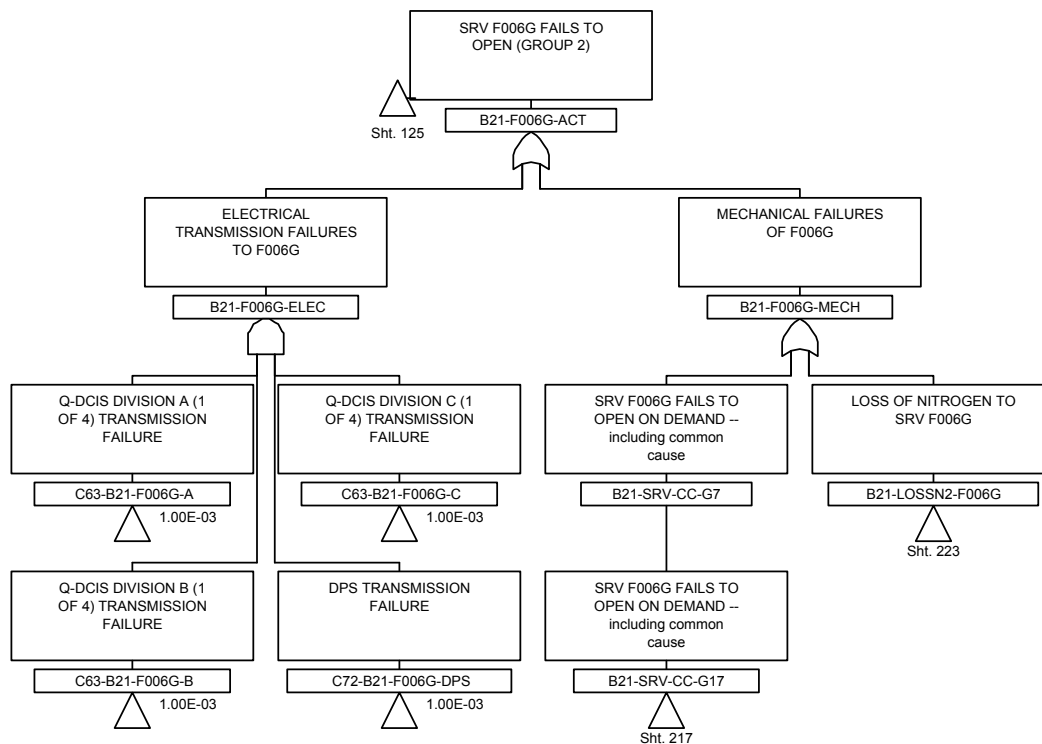 SRV F006G FAILS TO
OPEN (GROUP 2)
Sht. 125
B21-F006G-ACT
ELECTRICAL
TRANSMISSION FAILURES
TO F006G
B21-F006G-ELEC
MECHANICAL FAILURES
OF F006G
B21-F006G-MECH
Q-DCIS DIVISION A (1
OF 4) TRANSMISSION
FAILURE
C63-B21-F006G-A
1.00E-03
Q-DCIS DIVISION C (1
OF 4) TRANSMISSION
FAILURE
C63-B21-F006G-C
1.00E-03
SRV F006G FAILS TO
OPEN ON DEMAND --
including common
cause
B21-SRV-CC-G7
LOSS OF NITROGEN TO
SRV F006G
B21-LOSSN2-F006G
Sht. 223
Q-DCIS DIVISION B (1
OF 4) TRANSMISSION
FAILURE
C63-B21-F006G-B
1.00E-03
DPS TRANSMISSION
FAILURE
C72-B21-F006G-DPS
1.00E-03
SRV F006G FAILS TO
OPEN ON DEMAND --
including common
cause
B21-SRV-CC-G17
Sht. 217